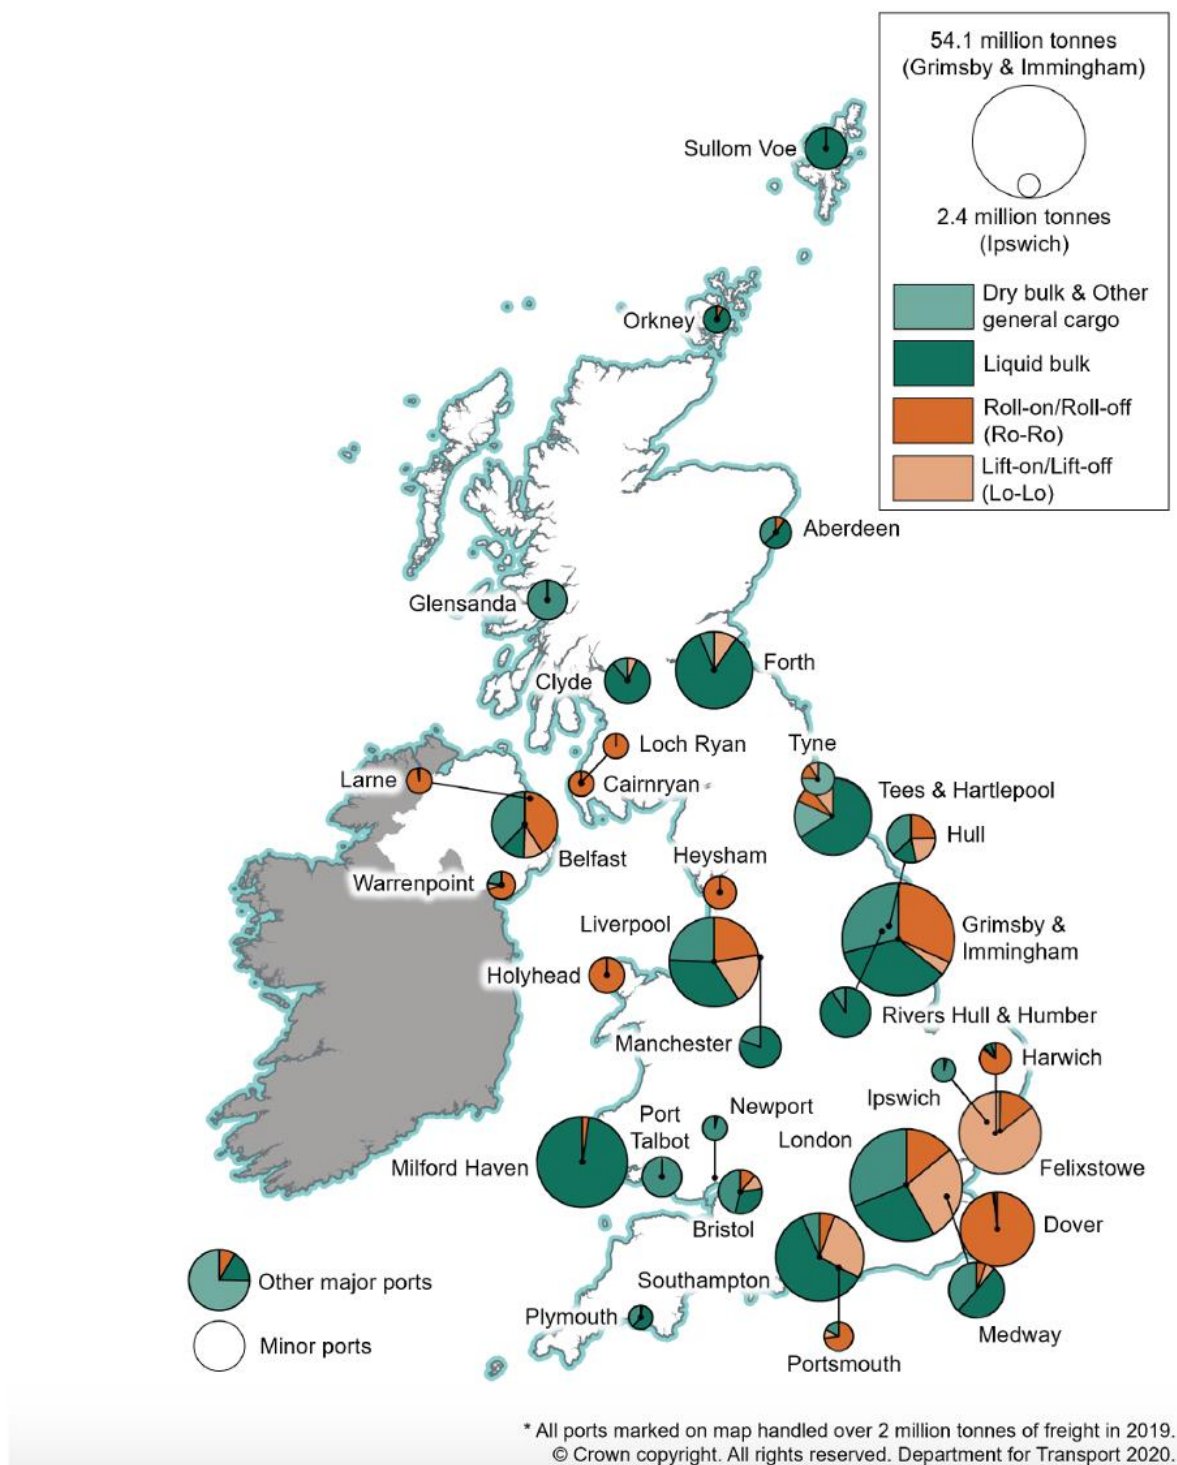 54.1 million tonnes
(Grimsby & Immingham)
2.4 million tonnes
(Ipswich)
Dry bulk & Other
general cargo
Liquid bulk
Roll-on/Roll-off
(Ro-Ro)
Lift-on/Lift-off
(Lo-Lo)
Sullom Voe
Orkney
Aberdeen
Glensanda
Clyde
Forth
Loch Ryan
Tyne
Larne
Cairnryan
Tees & Hartlepool
Hull
Belfast
Heysham
Warrenpoint
Liverpool
Grimsby &
Immingham
Holyhead
Rivers Hull & Humber
Manchester
Harwich
Ipswich
Newport
Port
Talbot
London
Milford Haven
Felixstowe
Bristol
Dover
Southampton
Other major ports
Plymouth
Medway
Minor ports
Portsmouth
* All ports marked on map handled over 2 million tonnes of freight in 2019.
© Crown copyright. All rights reserved. Department for Transport 2020.